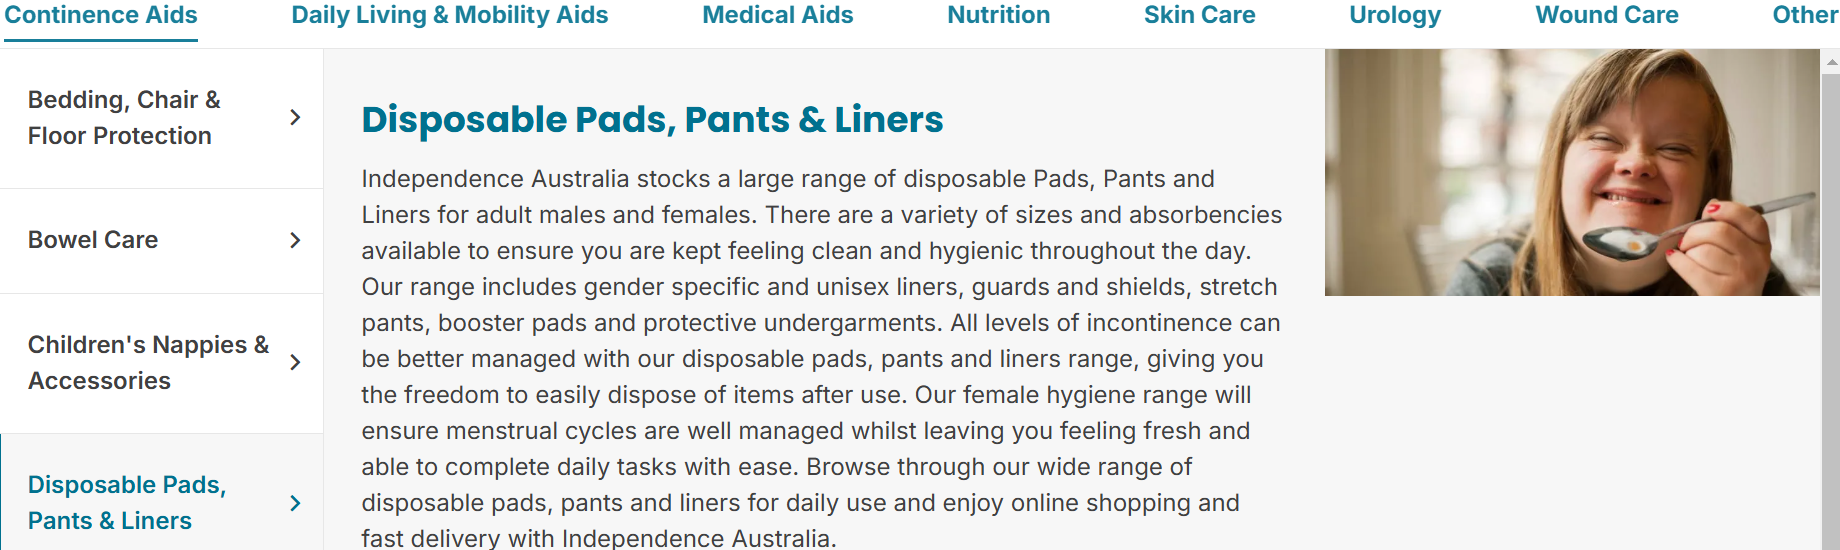 Continence Aids
Daily Living & Mobility Aids
Medical Aids
Nutrition
Skin Care
Urology
Wound Care
Other
Bedding, Chair &
Floor Protection
Bowel Care
Children's Nappies &
Accessories
Disposable Pads,
Pants & Liners
Disposable Pads, Pants & Liners
Independence Australia stocks a large range of disposable Pads, Pants and
Liners for adult males and females. There are a variety of sizes and absorbencies
available to ensure you are kept feeling clean and hygienic throughout the day.
Our range includes gender specific and unisex liners, guards and shields, stretch
pants, booster pads and protective undergarments. All levels of incontinence can
be better managed with our disposable pads, pants and liners range, giving you
the freedom to easily dispose of items after use. Our female hygiene range will
ensure menstrual cycles are well managed whilst leaving you feeling fresh and
able to complete daily tasks with ease. Browse through our wide range of
disposable pads, pants and liners for daily use and enjoy online shopping and
fast delivery with Independence Australia.